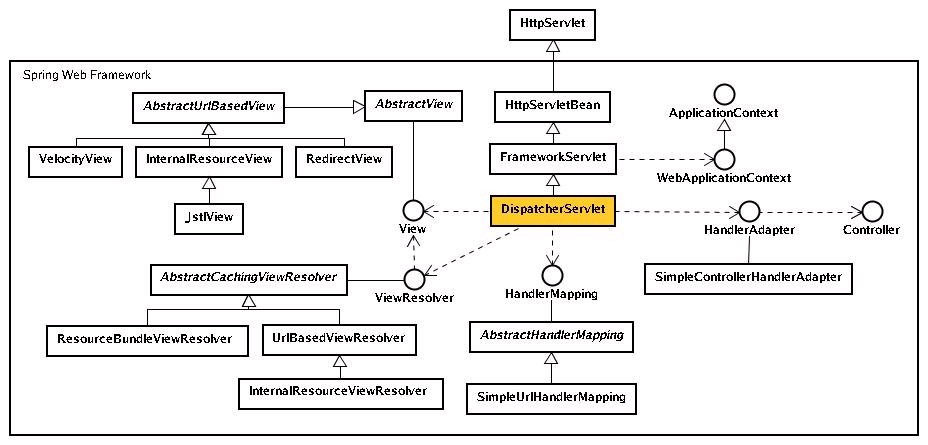 HttpServlet
Spring Web Framework
AbstractUrlBasedView
AbstractView
HttpServletBean
ApplicationContext
VelocityView
InternalResourceView
RedirectView
FrameworkServlet
WebApplicationContext
JstlView
View
DispatcherServlet
HandlerAdapter
Controller
AbstractCachingViewResolver
ViewResolver
HandlerMapping
SimpleControllerHandlerAdapter
ResourceBundleViewResolver
UrlBasedViewResolver
AbstractHandlerMapping
InternalResourceViewResolver
SimpleUrlHandlerMapping